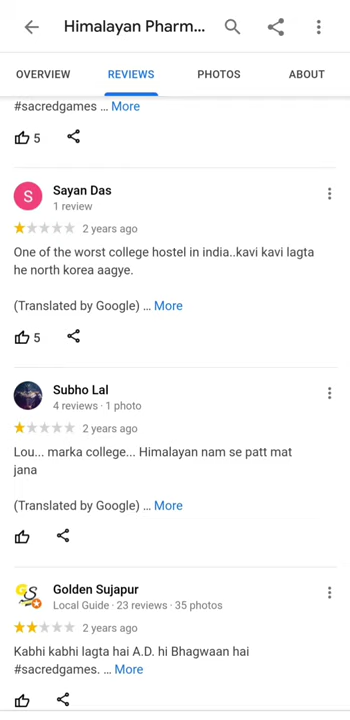 Himalayan Pharm...
OVERVIEW
REVIEWS
PHOTOS
ABOUT
#sacredgames ... More
5
S
Sayan Das
1 review
2 years ago
One of the worst college hostel in india..kavi kavi lagta
he north korea aagye.
(Translated by Google) ... More
5
Subho Lal
4 reviews · 1 photo
2 years ago
Lou... marka college... Himalayan nam se patt mat
jana
(Translated by Google) ... More
GS
Golden Sujapur
Local Guide · 23 reviews · 35 photos
2 years ago
Kabhi kabhi lagta hai A.D. hi Bhagwaan hai
#sacredgames. ... More